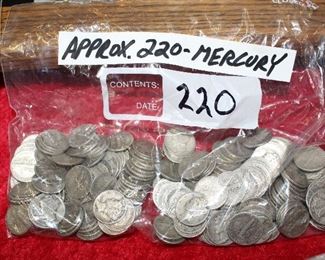 APPROX 220-MERCURY
CONTENTS:
220
DATE: